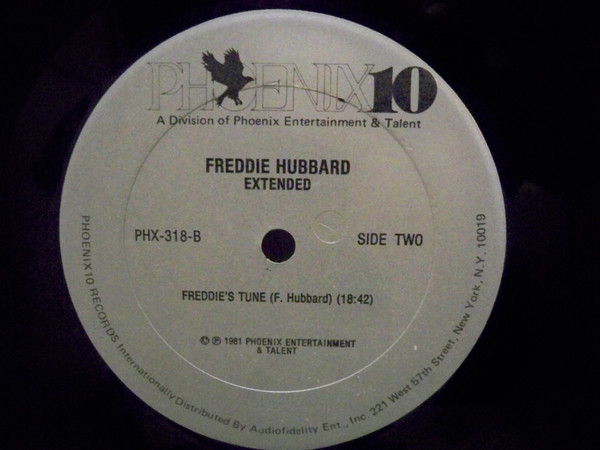 PHOENIX10
A Division of Phoenix Entertainment & Talent
FREDDIE HUBBARD
EXTENDED
PHX-318-B
SIDE TWO
FREDDIE'S TUNE (F. Hubbard) (18:42)
© ℗ 1981 PHOENIX ENTERTAINMENT
& TALENT
PHOENIX10 RECORDS Internationally Distributed By Audiofidelity Ent., Inc. 221 West 57th Street, New York, N.Y. 10019